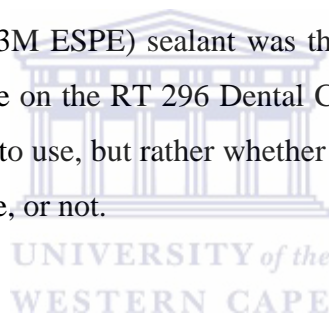 3M ESPE) sealant was th
e on the RT 296 Dental C
to use, but rather whether
e, or not.
UNIVERSITY of the
WESTERN CAPE